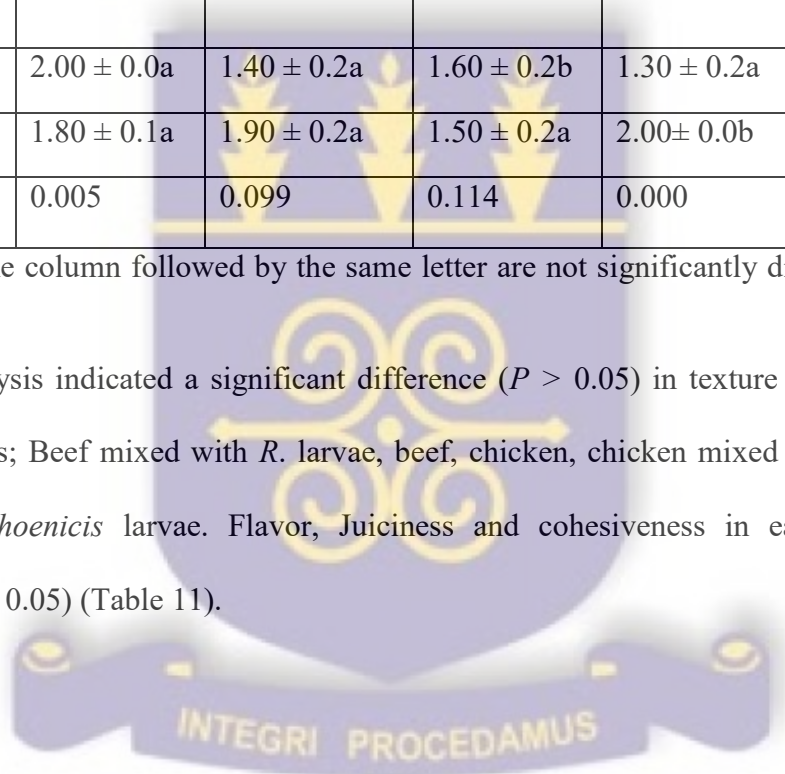 2.00 ± 0.0a 1.40 ± 0.2a 1.60 ± 0.2b 1.30 ± 0.2a
1.80 ± 0.1a 1.90 ± 0.2a 1.50 ± 0.2a 2.00± 0.0b
0.005 0.099 0.114 0.000
column followed by the same letter are not significantly
indicated a significant difference (P > 0.05) in texture
Beef mixed with R. larvae, beef, chicken, chicken mixed
larvae. Flavor, Juiciness and cohesiveness in
0.05) (Table 11).
INTEGRI PROCEDAMUS